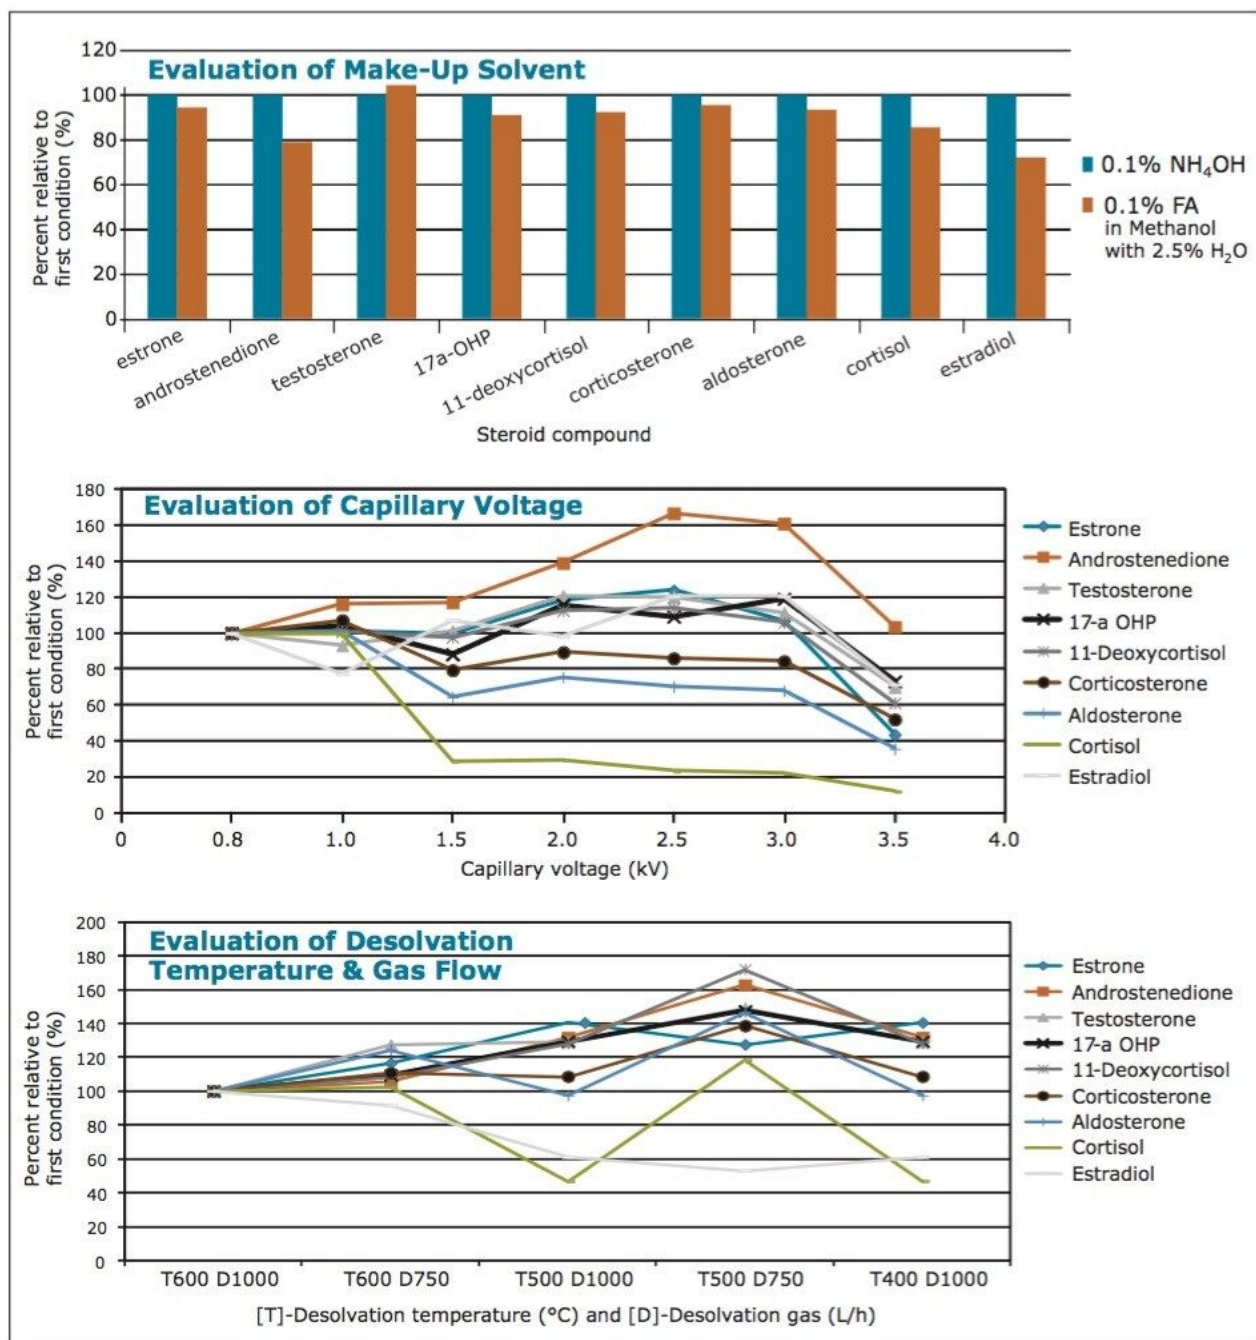 Evaluation of Make-Up Solvent
Percent relative to
first condition (%)
120
100
80
60
40
20
0
estrone
androstenedione
testosterone
17a-OHP
11-deoxycortisol
corticosterone
aldosterone
cortisol
estradiol
Steroid compound
0.1% NH₄OH
0.1% FA
in Methanol
with 2.5% H₂O
Evaluation of Capillary Voltage
Percent relative to
first condition (%)
180
160
140
120
100
80
60
40
20
0
0 0.8 1.0 1.5 2.0 2.5 3.0 3.5 4.0
Capillary voltage (kV)
Estrone
Androstenedione
Testosterone
17-a OHP
11-Deoxycortisol
Corticosterone
Aldosterone
Cortisol
Estradiol
Evaluation of Desolvation
Temperature & Gas Flow
Percent relative to
first condition (%)
200
180
160
140
120
100
80
60
40
20
0
T600 D1000 T600 D750 T500 D1000 T500 D750 T400 D1000
[T]-Desolvation temperature (°C) and [D]-Desolvation gas (L/h)
Estrone
Androstenedione
Testosterone
17-a OHP
11-Deoxycortisol
Corticosterone
Aldosterone
Cortisol
Estradiol